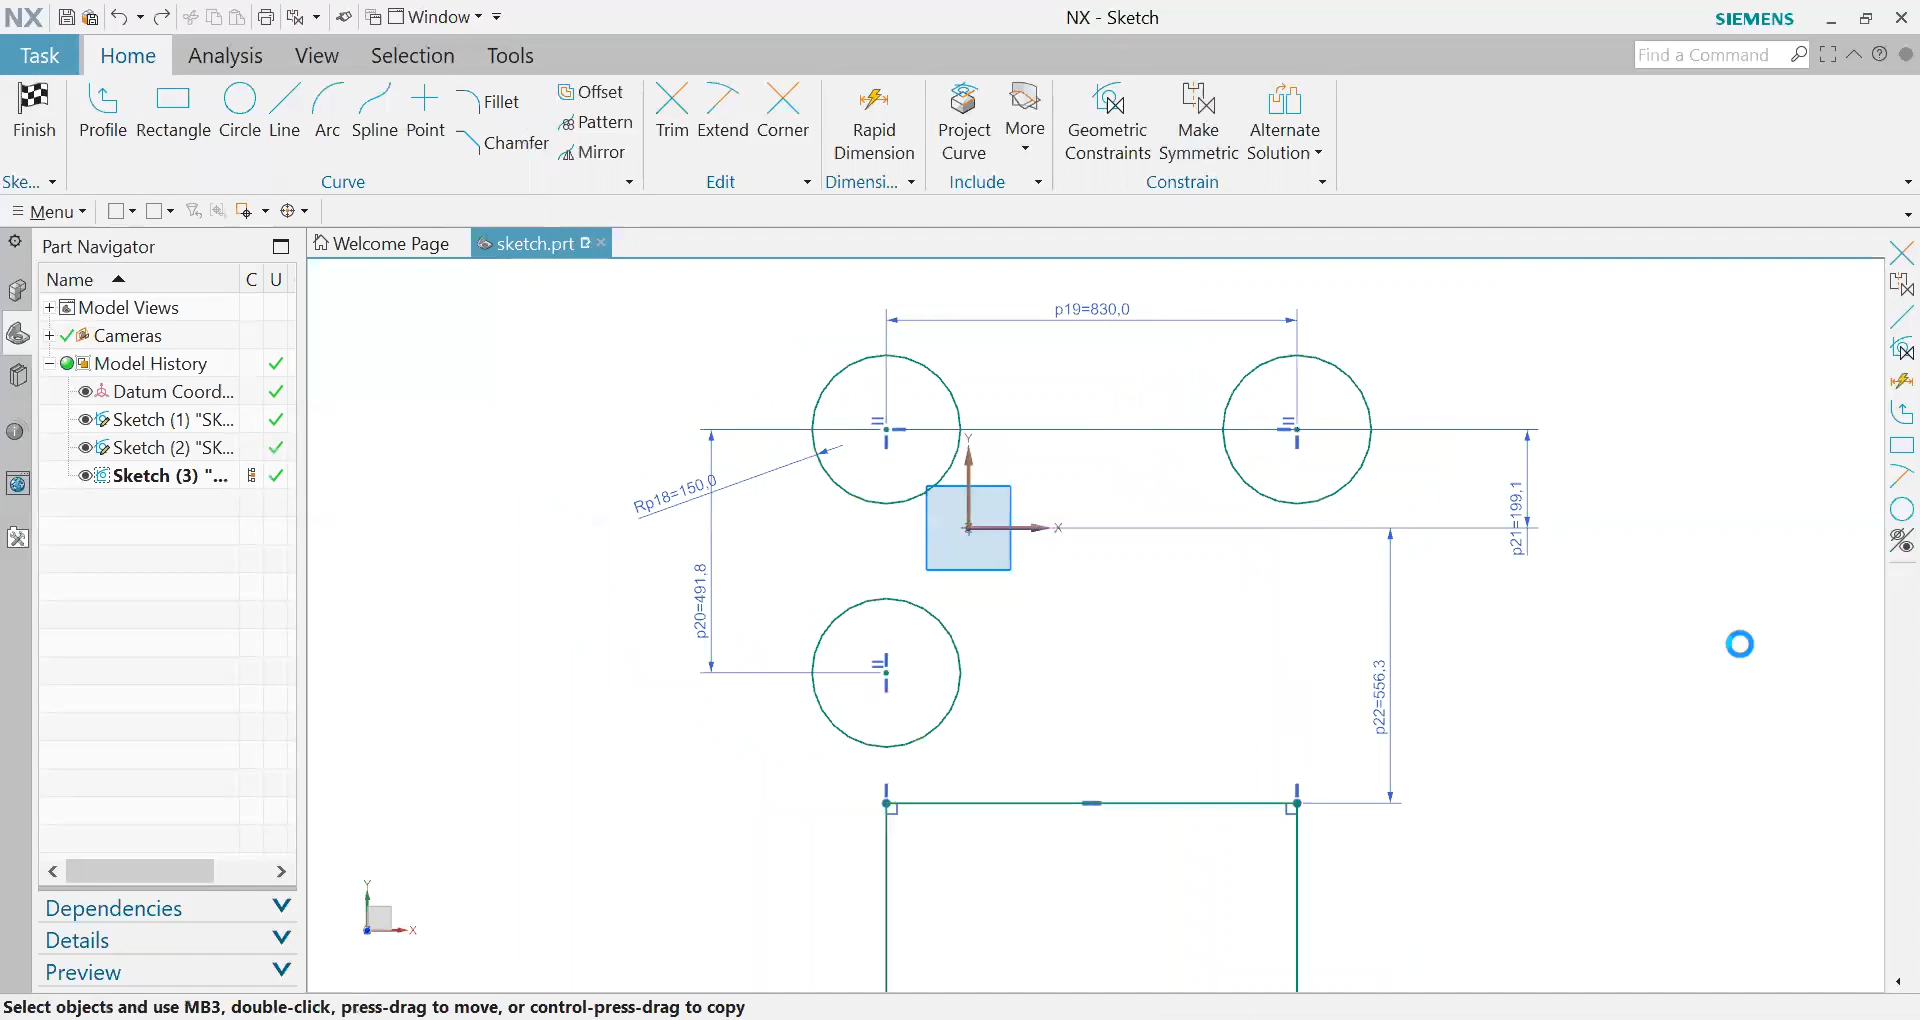 NX
Window
NX - Sketch
SIEMENS
Task
Home
Analysis
View
Selection
Tools
Find a Command
Finish
Profile
Rectangle
Circle
Line
Arc
Spline
Point
Fillet
Chamfer
Offset
Pattern
Mirror
Trim
Extend
Corner
Rapid
Dimension
Project
Curve
More
Geometric
Constraints
Make
Symmetric
Alternate
Solution
Ske...
Curve
Edit
Dimensi...
Include
Constrain
Menu
Part Navigator
Welcome Page
sketch.prt
Name
C
U
Model Views
Cameras
Model History
Datum Coord...
Sketch (1) "SK...
Sketch (2) "SK...
Sketch (3) "...
p19=830,0
Rp18=150,0
p20=491,8
Y
X
p21=199,1
p22=556,3
Y
X
Dependencies
Details
Preview
Select objects and use MB3, double-click, press-drag to move, or control-press-drag to copy